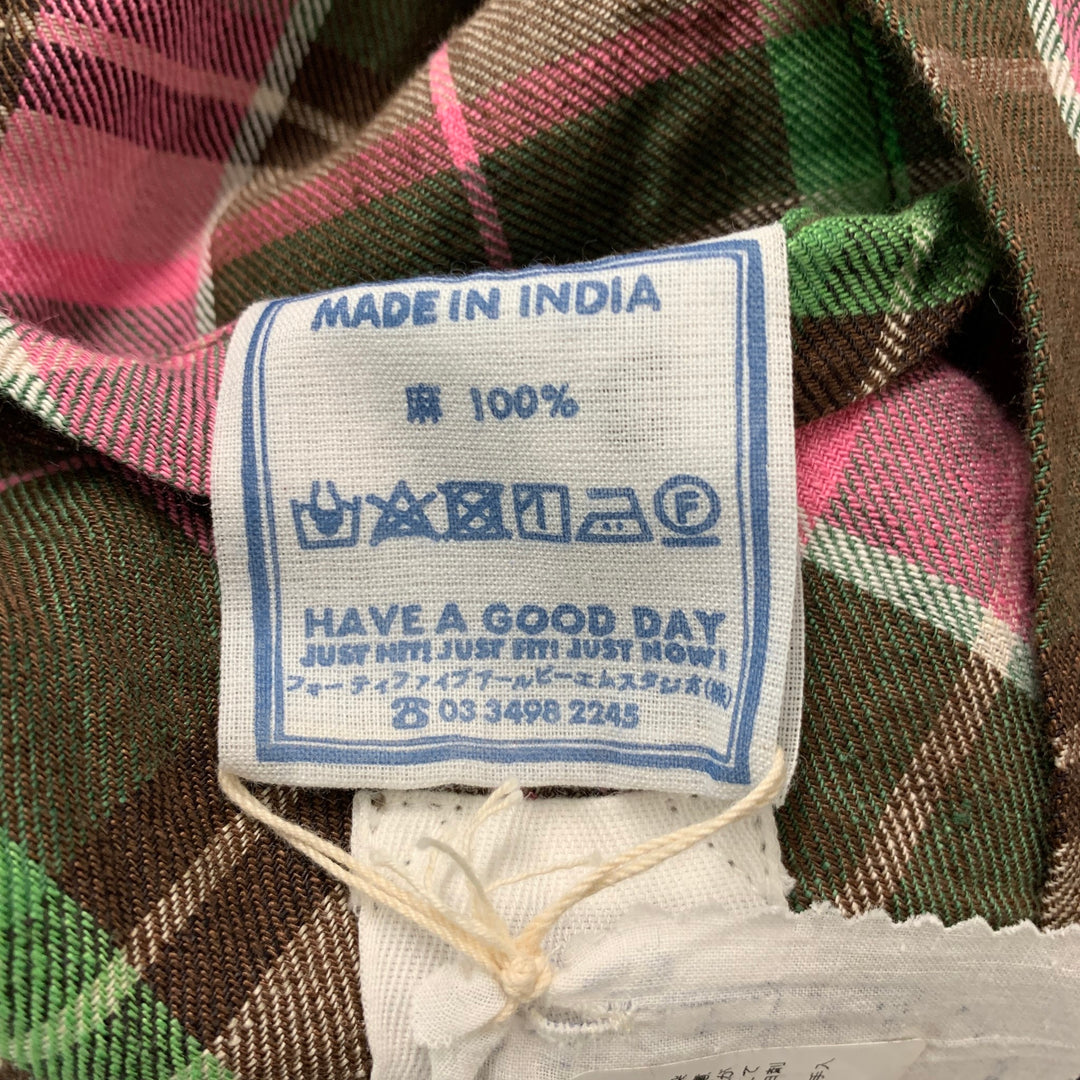 MADE IN INDIA
麻 100%
HAVE A GOOD DAY
JUST HIT! JUST FIT! JUST NOW!
フォーティファイブアールピーエムスタジオ(株)
☎ 03 3498 2245